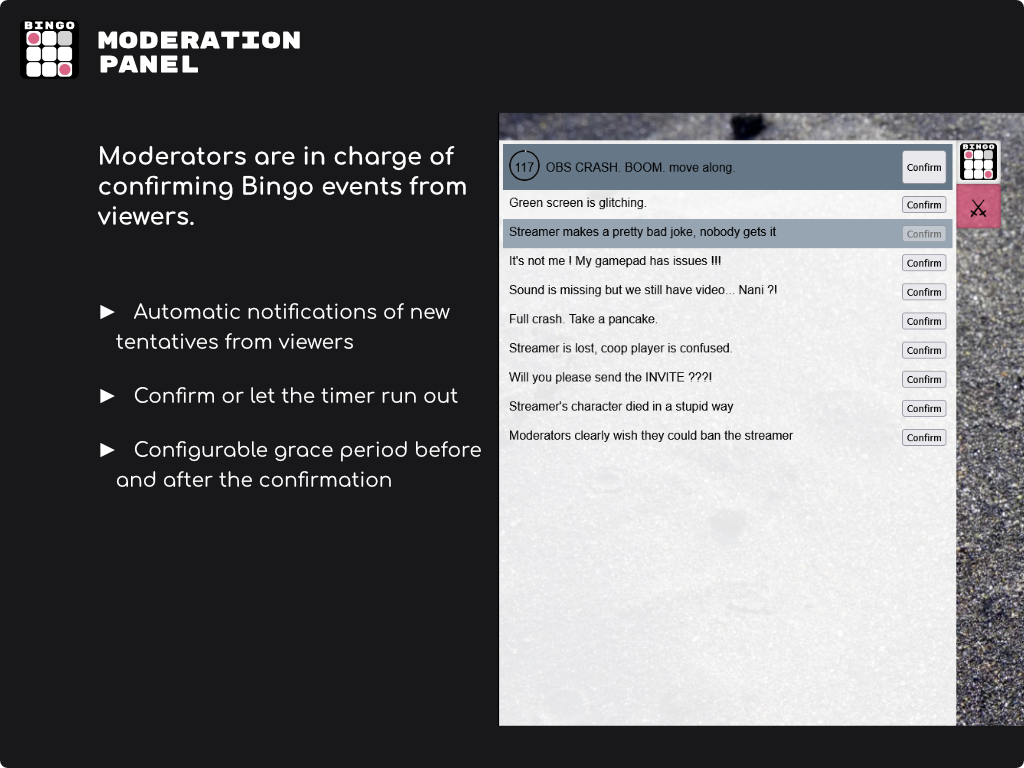 BINGO
MODERATION
PANEL
Moderators are in charge of
confirming Bingo events from
viewers.
► Automatic notifications of new
tentatives from viewers
► Confirm or let the timer run out
► Configurable grace period before
and after the confirmation
117 OBS CRASH. BOOM. move along. Confirm
BINGO
Green screen is glitching. Confirm
Streamer makes a pretty bad joke, nobody gets it Confirm
It's not me ! My gamepad has issues !!! Confirm
Sound is missing but we still have video... Nani ?! Confirm
Full crash. Take a pancake. Confirm
Streamer is lost, coop player is confused. Confirm
Will you please send the INVITE ???! Confirm
Streamer's character died in a stupid way Confirm
Moderators clearly wish they could ban the streamer Confirm